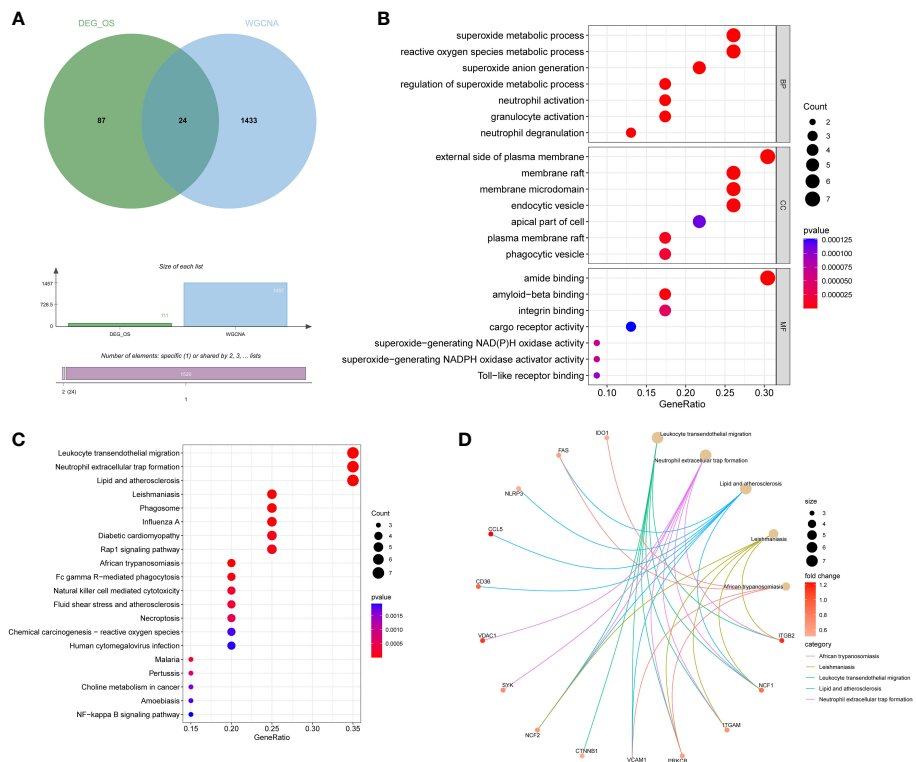 A
DEG_OS
WGCNA
87
24
1433
Size of each list
1457
728.5
0
111
1457
DEG_OS
WGCNA
Number of elements: specific (1) or shared by 2, 3, ... lists
1520
2 (24)
1
B
superoxide metabolic process
reactive oxygen species metabolic process
superoxide anion generation
regulation of superoxide metabolic process
neutrophil activation
granulocyte activation
neutrophil degranulation
BP
external side of plasma membrane
membrane raft
membrane microdomain
endocytic vesicle
apical part of cell
plasma membrane raft
phagocytic vesicle
CC
amide binding
amyloid−beta binding
integrin binding
cargo receptor activity
superoxide−generating NAD(P)H oxidase activity
superoxide−generating NADPH oxidase activator activity
Toll−like receptor binding
MF
0.10
0.15
0.20
0.25
0.30
GeneRatio
Count
2
3
4
5
6
7
pvalue
0.000125
0.000100
0.000075
0.000050
0.000025
C
Leukocyte transendothelial migration
Neutrophil extracellular trap formation
Lipid and atherosclerosis
Leishmaniasis
Phagosome
Influenza A
Diabetic cardiomyopathy
Rap1 signaling pathway
African trypanosomiasis
Fc gamma R−mediated phagocytosis
Natural killer cell mediated cytotoxicity
Fluid shear stress and atherosclerosis
Necroptosis
Chemical carcinogenesis − reactive oxygen species
Human cytomegalovirus infection
Malaria
Pertussis
Choline metabolism in cancer
Amoebiasis
NF−kappa B signaling pathway
0.15
0.20
0.25
0.30
0.35
GeneRatio
Count
3
4
5
6
7
pvalue
0.0015
0.0010
0.0005
D
IDO1
FAS
NLRP3
CCL5
CD36
VDAC1
SYK
NCF2
CTNNB1
VCAM1
PRKCB
ITGAM
NCF1
ITGB2
Leukocyte transendothelial migration
Neutrophil extracellular trap formation
Lipid and atherosclerosis
Leishmaniasis
African trypanosomiasis
size
3
4
5
6
7
fold change
1.2
1.0
0.8
0.6
category
African trypanosomiasis
Leishmaniasis
Leukocyte transendothelial migration
Lipid and atherosclerosis
Neutrophil extracellular trap formation